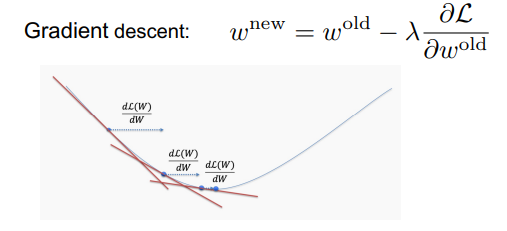 Gradient descent: w^new = w^old − λ ∂ℒ/∂w^old
dℒ(W)/dW
dℒ(W)/dW
dℒ(W)/dW